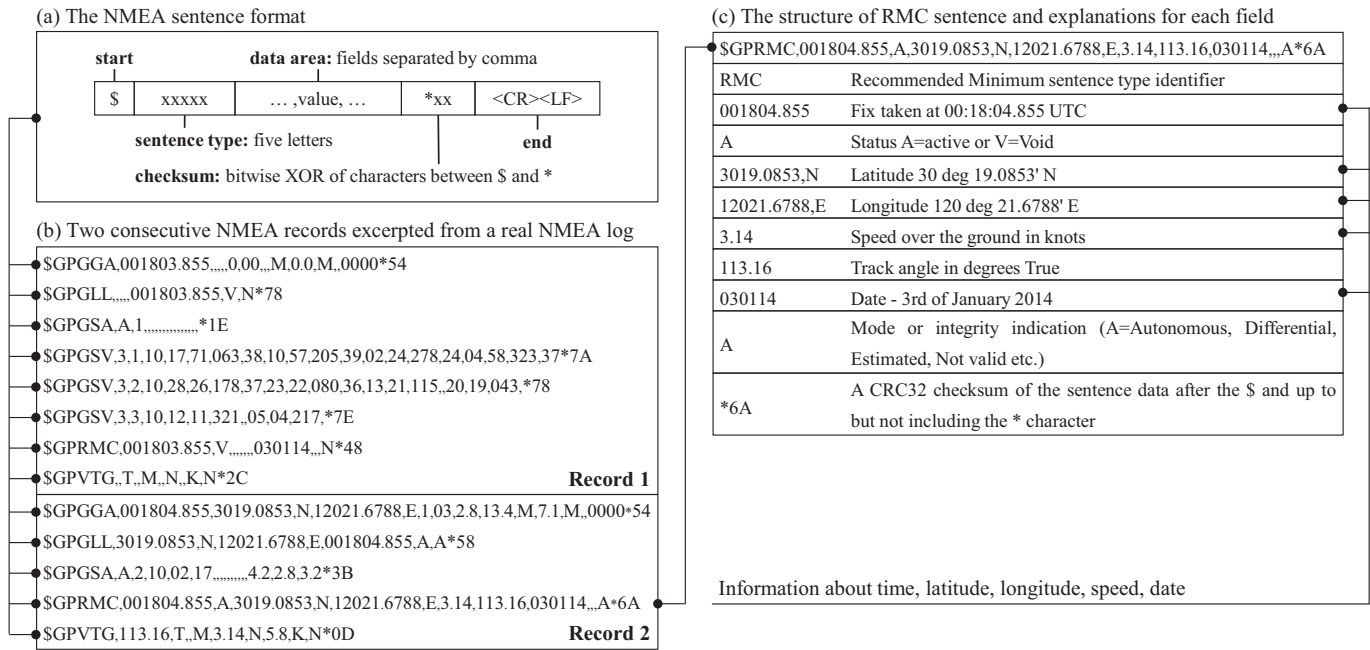 (a) The NMEA sentence format
start
data area: fields separated by comma
$ xxxxx ... ,value, ... *xx <CR><LF>
sentence type: five letters
end
checksum: bitwise XOR of characters between $ and *
(b) Two consecutive NMEA records excerpted from a real NMEA log
$GPGGA,001803.855,,,,,0,00,,,M,0.0,M,,0000*54
$GPGLL,,,,,001803.855,V,N*78
$GPGSA,A,1,,,,,,,,,,,,,,,*1E
$GPGSV,3,1,10,17,71,063,38,10,57,205,39,02,24,278,24,04,58,323,37*7A
$GPGSV,3,2,10,28,26,178,37,23,22,080,36,13,21,115,,20,19,043,*78
$GPGSV,3,3,10,12,11,321,,05,04,217,*7E
$GPRMC,001803.855,V,,,,,,,030114,,,N*48
$GPVTG,,T,,M,,N,,K,N*2C
Record 1
$GPGGA,001804.855,3019.0853,N,12021.6788,E,1,03,2.8,13.4,M,7.1,M,,0000*54
$GPGLL,3019.0853,N,12021.6788,E,001804.855,A,A*58
$GPGSA,A,2,10,02,17,,,,,,,,,,4.2,2.8,3.2*3B
$GPRMC,001804.855,A,3019.0853,N,12021.6788,E,3.14,113.16,030114,,,A*6A
$GPVTG,113.16,T,,M,3.14,N,5.8,K,N*0D
Record 2
(c) The structure of RMC sentence and explanations for each field
$GPRMC,001804.855,A,3019.0853,N,12021.6788,E,3.14,113.16,030114,,,A*6A
RMC Recommended Minimum sentence type identifier
001804.855 Fix taken at 00:18:04.855 UTC
A Status A=active or V=Void
3019.0853,N Latitude 30 deg 19.0853' N
12021.6788,E Longitude 120 deg 21.6788' E
3.14 Speed over the ground in knots
113.16 Track angle in degrees True
030114 Date - 3rd of January 2014
A Mode or integrity indication (A=Autonomous, Differential,
Estimated, Not valid etc.)
*6A A CRC32 checksum of the sentence data after the $ and up to
but not including the * character
Information about time, latitude, longitude, speed, date